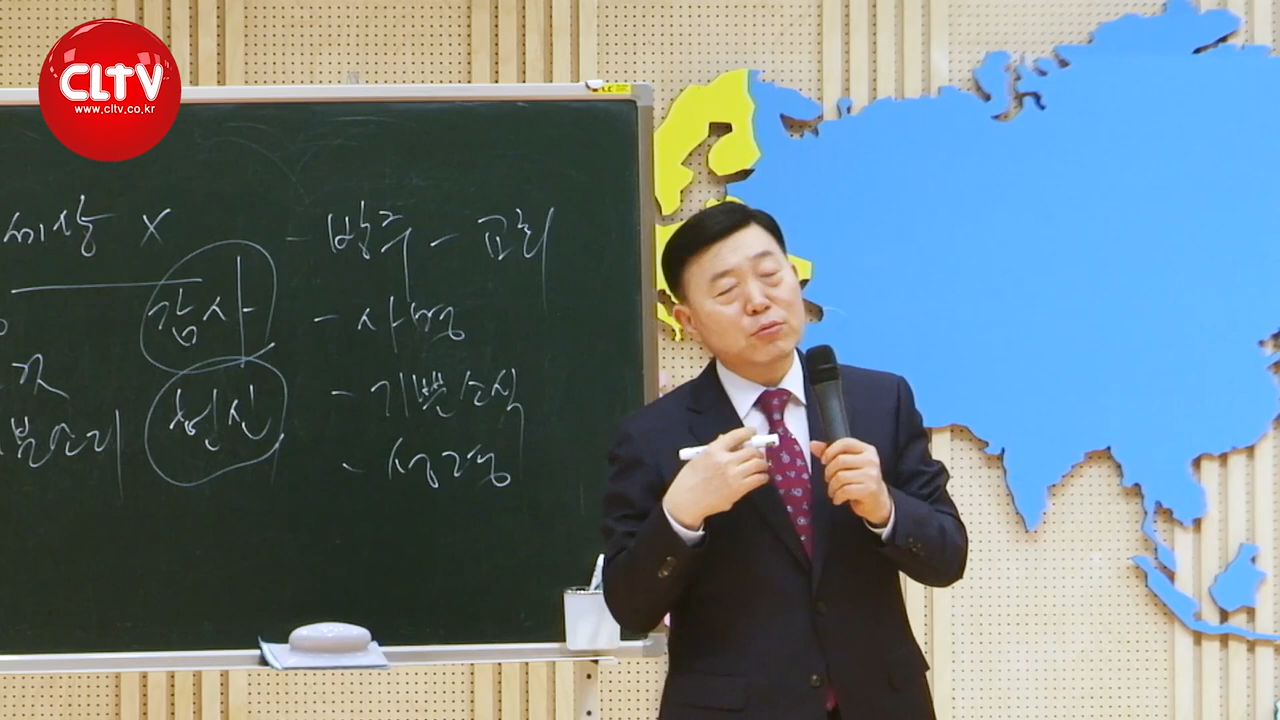 CLTV
www.cltv.co.kr
세상 X
- 방주 - 교회
감사
- 사명
헌신
- 기쁜소식
- 성령